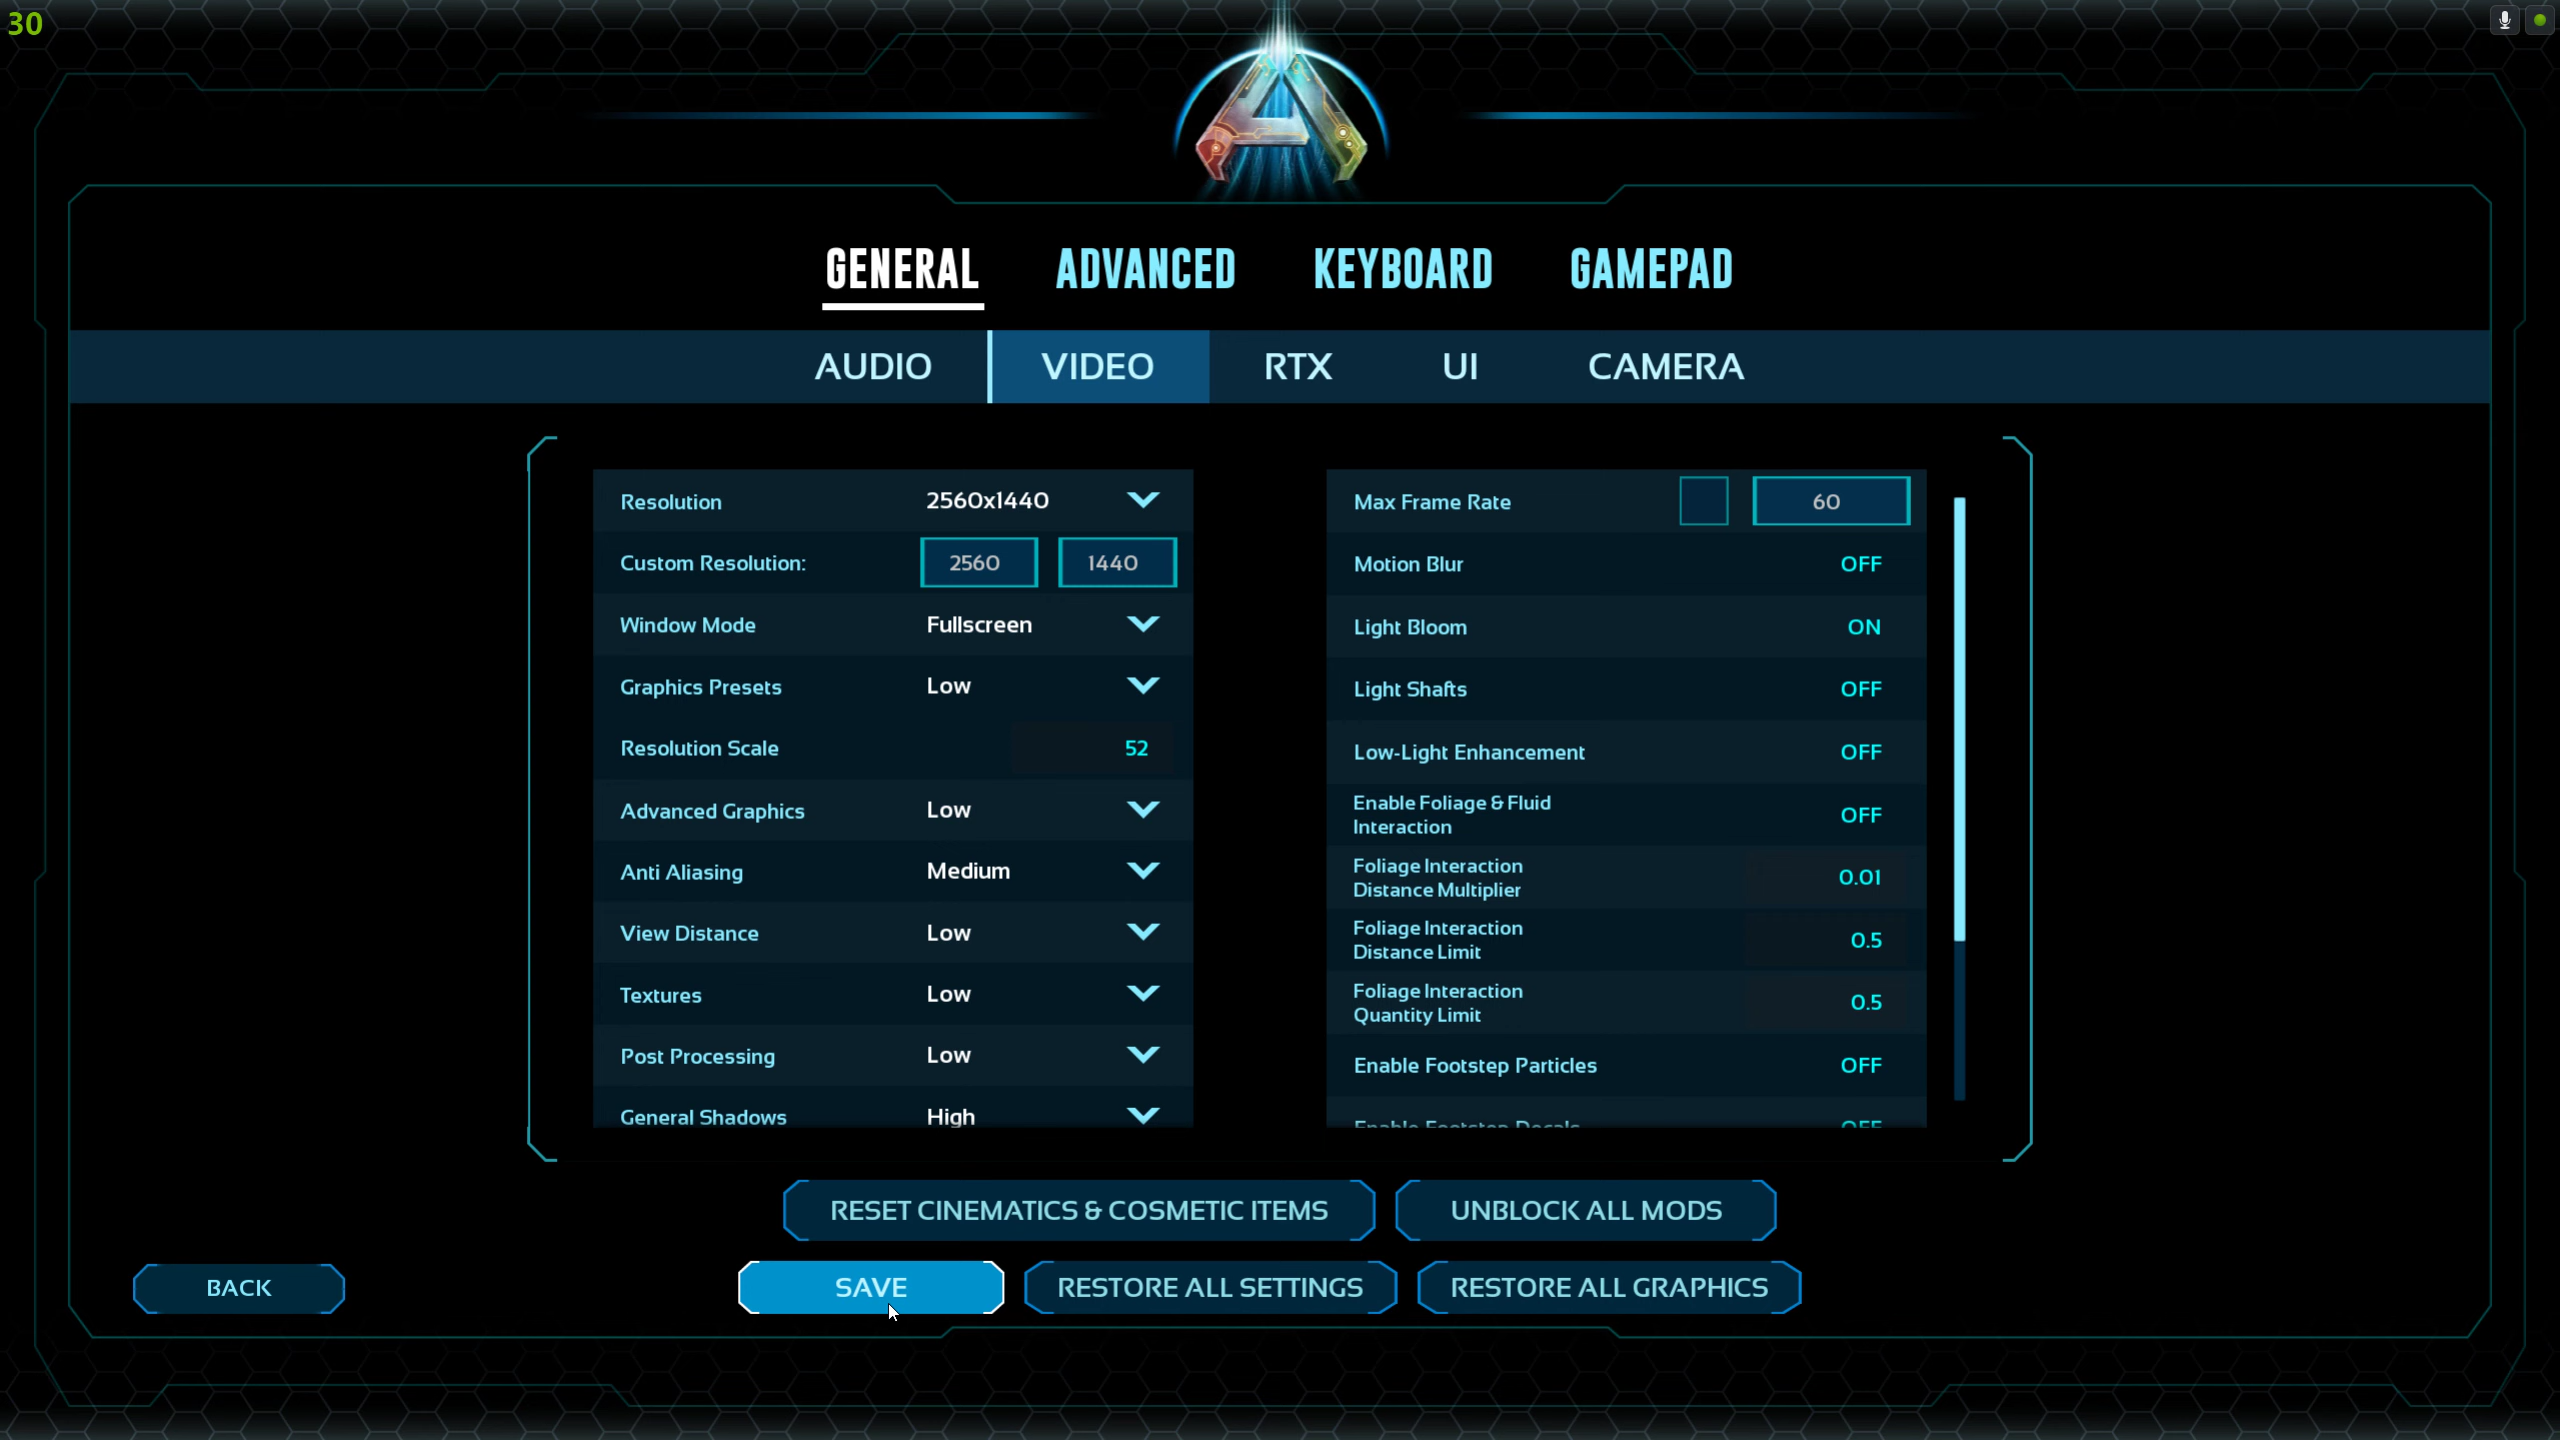 30
GENERAL ADVANCED KEYBOARD GAMEPAD
AUDIO VIDEO RTX UI CAMERA
Resolution 2560x1440
Custom Resolution: 2560 1440
Window Mode Fullscreen
Graphics Presets Low
Resolution Scale 52
Advanced Graphics Low
Anti Aliasing Medium
View Distance Low
Textures Low
Post Processing Low
General Shadows High
Max Frame Rate 60
Motion Blur OFF
Light Bloom ON
Light Shafts OFF
Low-Light Enhancement OFF
Enable Foliage & Fluid
Interaction OFF
Foliage Interaction
Distance Multiplier 0.01
Foliage Interaction
Distance Limit 0.5
Foliage Interaction
Quantity Limit 0.5
Enable Footstep Particles OFF
Enable Footstep Decals OFF
RESET CINEMATICS & COSMETIC ITEMS UNBLOCK ALL MODS
BACK SAVE RESTORE ALL SETTINGS RESTORE ALL GRAPHICS